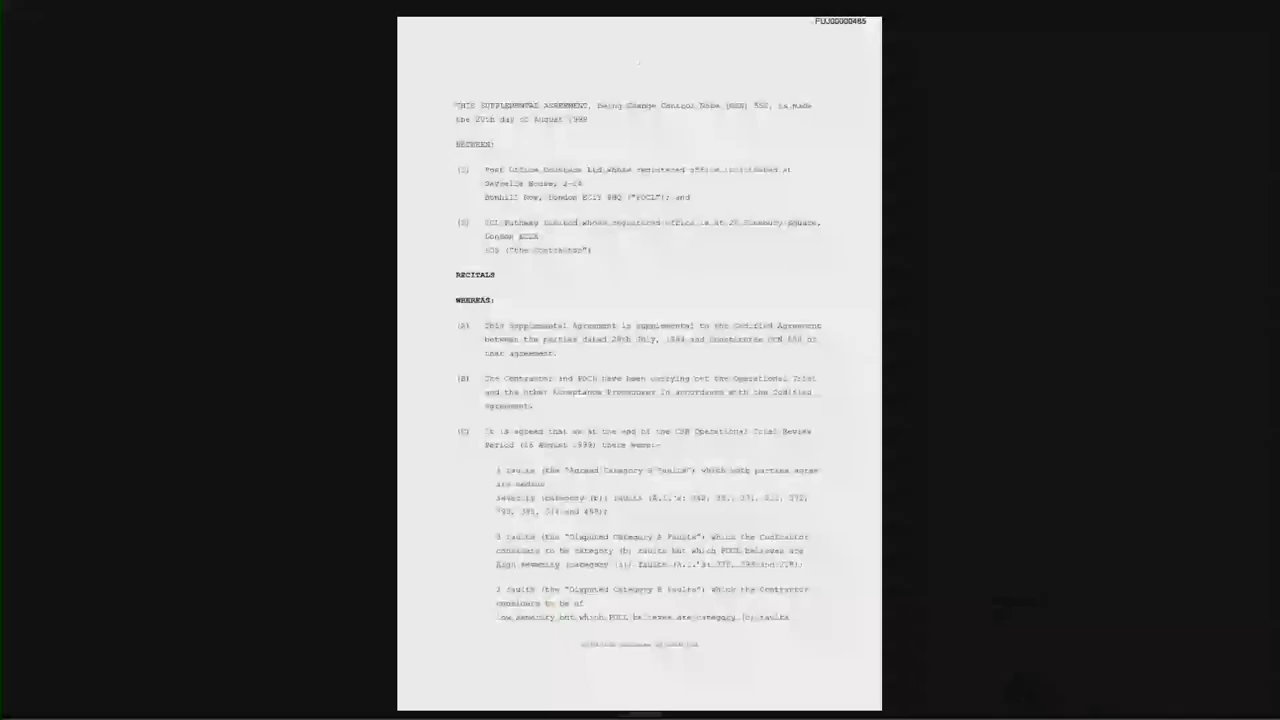 FUJ00000485
THIS SUPPLEMENTAL AGREEMENT, being Change Control Note (CCN) 552, is made
the 20th day of August 1999
BETWEEN:
(1) Post Office Counters Ltd whose registered office is situated at
Gavrelle House, 2-14
Bunhill Row, London EC1Y 8HQ ("POCL"); and
(2) ICL Pathway Limited whose registered office is at 26 Finsbury Square,
London EC2A
1DS ("the Contractor")
RECITALS
WHEREAS:
(A) This Supplemental Agreement is supplemental to the Codified Agreement
between the parties dated 28th July, 1999 and constitutes CCN to
that agreement.
(B) The Contractor and POCL have been carrying out the Operational Trial
and the other Acceptance Procedures in accordance with the Codified
Agreement.
(C) It is agreed that as at the end of the CSR Operational Trial Review
Period (16 August 1999) there were:-
faults (the "Agreed Category B Faults") which both parties agree
are medium
severity (category (b)) faults (A.I.'s:
and
3 faults (the "Disputed Category A Faults") which the Contractor
considers to be category (b) faults but which POCL believes are
high severity (category (a)) faults (A.I.'s: and
2 faults (the "Disputed Category B Faults") which the Contractor
considers to be of
low severity but which POCL believes are category (b) faults